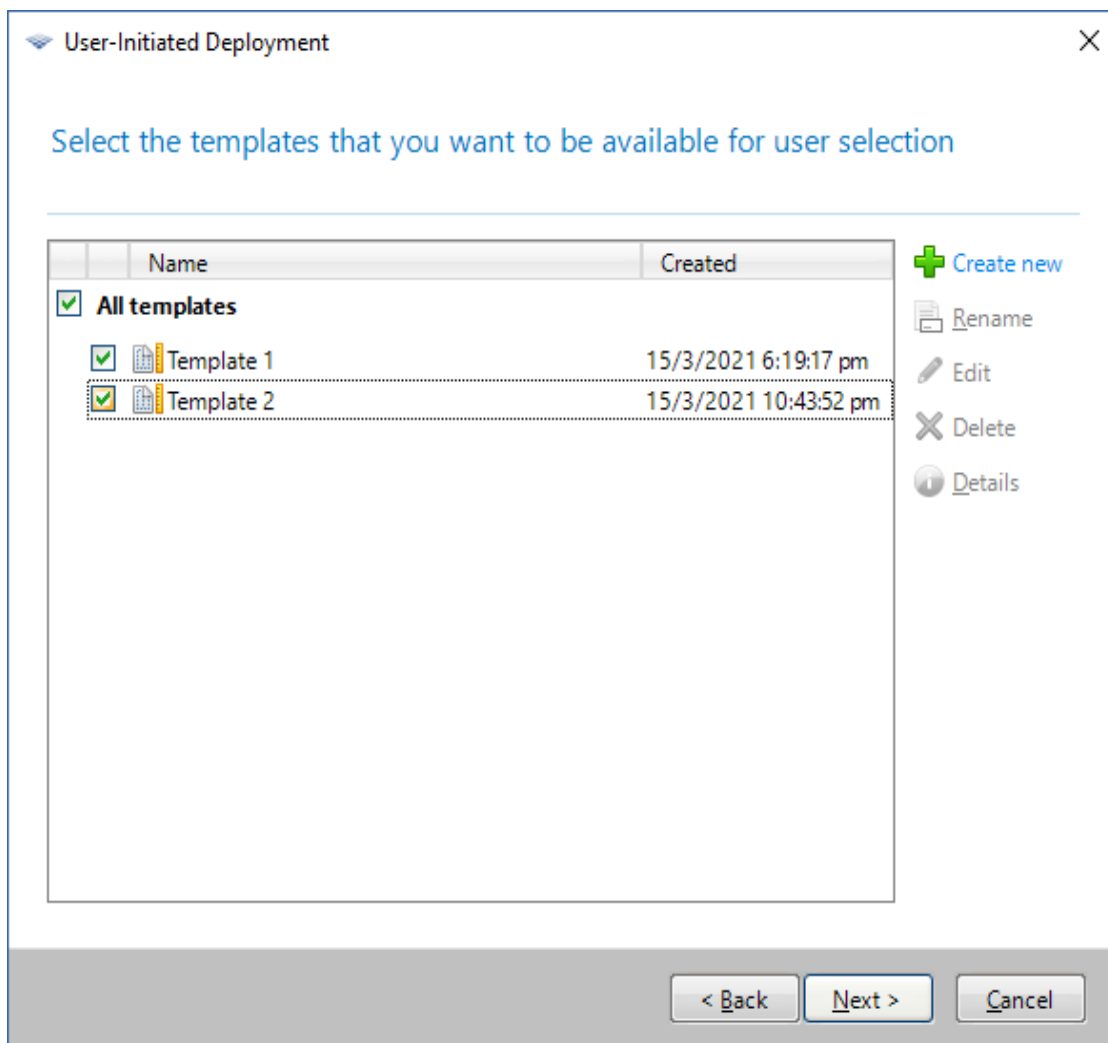 User-Initiated Deployment
Select the templates that you want to be available for user selection
Name Created
All templates
Template 1 15/3/2021 6:19:17 pm
Template 2 15/3/2021 10:43:52 pm
Create new
Rename
Edit
Delete
Details
< Back Next > Cancel